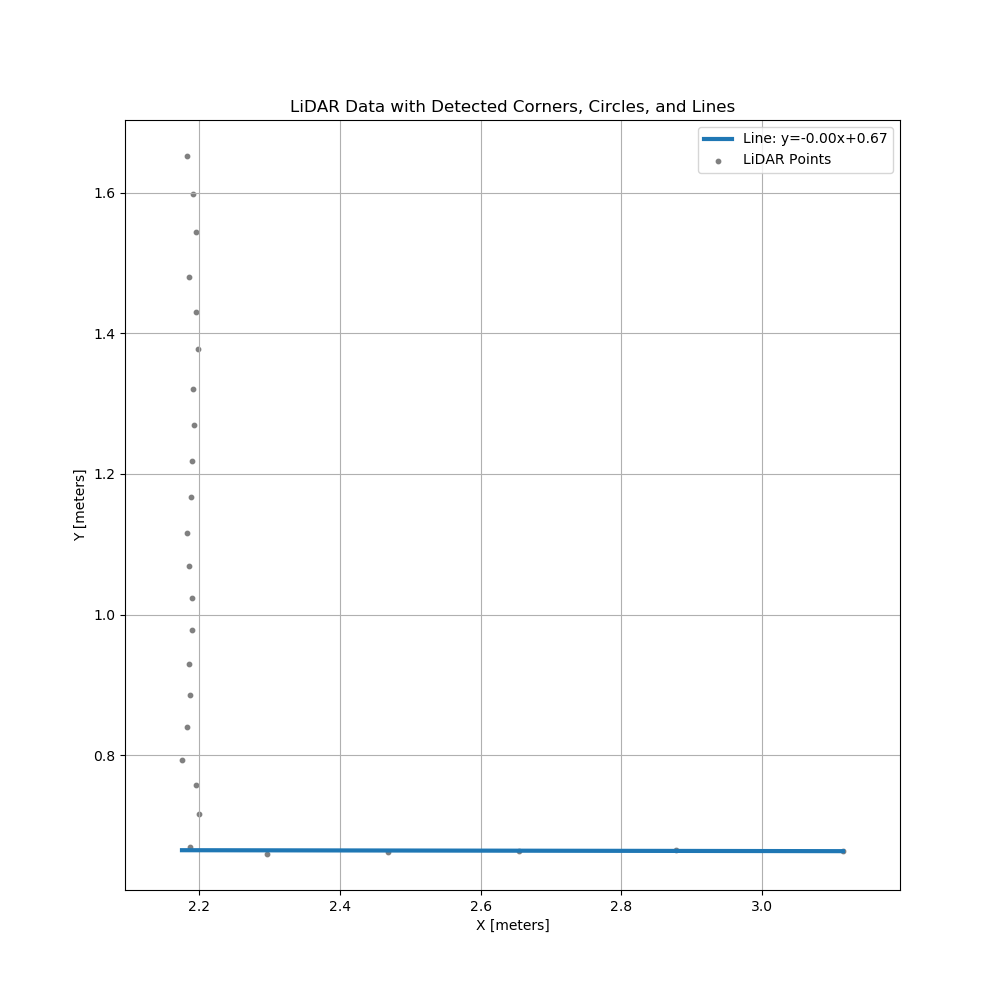 LiDAR Data with Detected Corners, Circles, and Lines
Line: y=-0.00x+0.67
LiDAR Points
1.6
1.4
1.2
1.0
0.8
Y [meters]
2.2 2.4 2.6 2.8 3.0
X [meters]